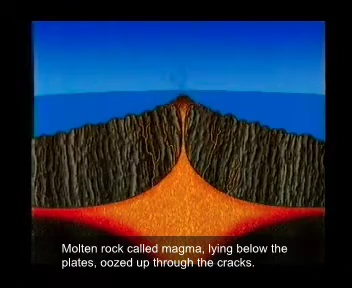 Molten rock called magma, lying below the
plates, oozed up through the cracks.